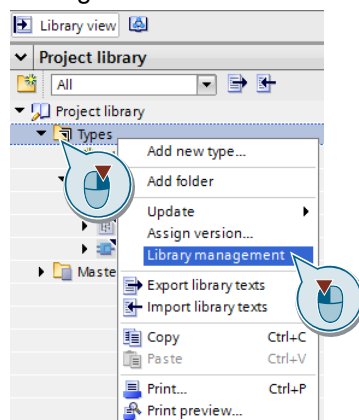 Library view
Project library
All
Project library
Types
Add new type...
Add folder
Update
Assign version...
Library management
Maste
Export library texts
Import library texts
Copy Ctrl+C
Paste Ctrl+V
Print... Ctrl+P
Print preview...